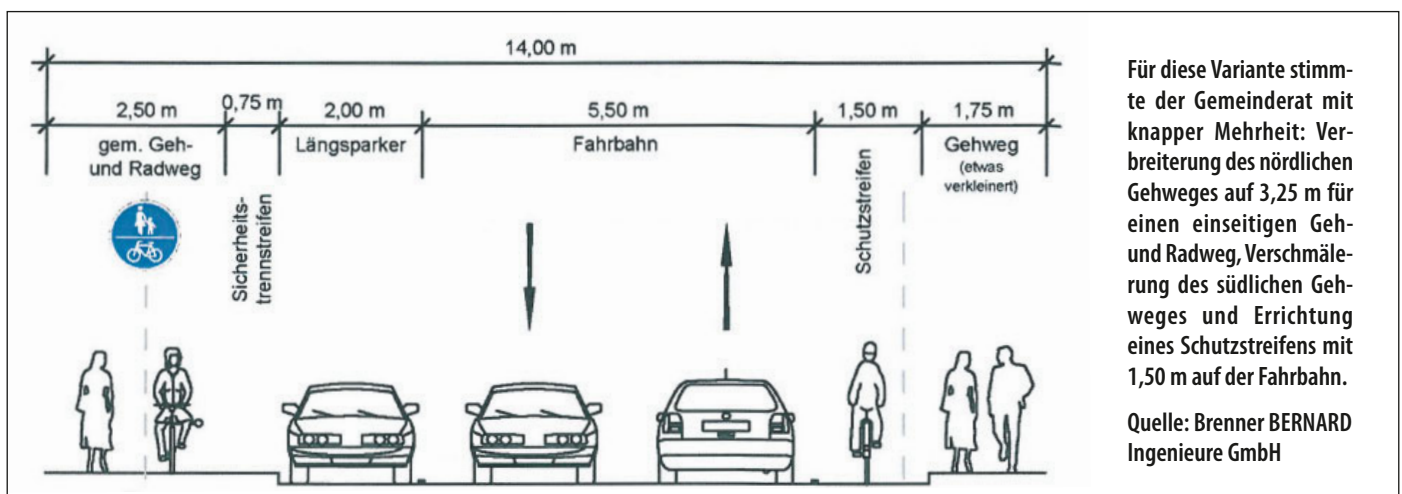 14,00 m
2,50 m
0,75 m
2,00 m
5,50 m
1,50 m
1,75 m
gem. Geh-
und Radweg
Sicherheits-
trennstreifen
Längsparker
Fahrbahn
Schutzstreifen
Gehweg
(etwas
verkleinert)
Für diese Variante stimm-
te der Gemeinderat mit
knapper Mehrheit: Ver-
breiterung des nördlichen
Gehweges auf 3,25 m für
einen einseitigen Geh-
und Radweg, Verschmäle-
rung des südlichen Geh-
weges und Errichtung
eines Schutzstreifens mit
1,50 m auf der Fahrbahn.
Quelle: Brenner BERNARD
Ingenieure GmbH